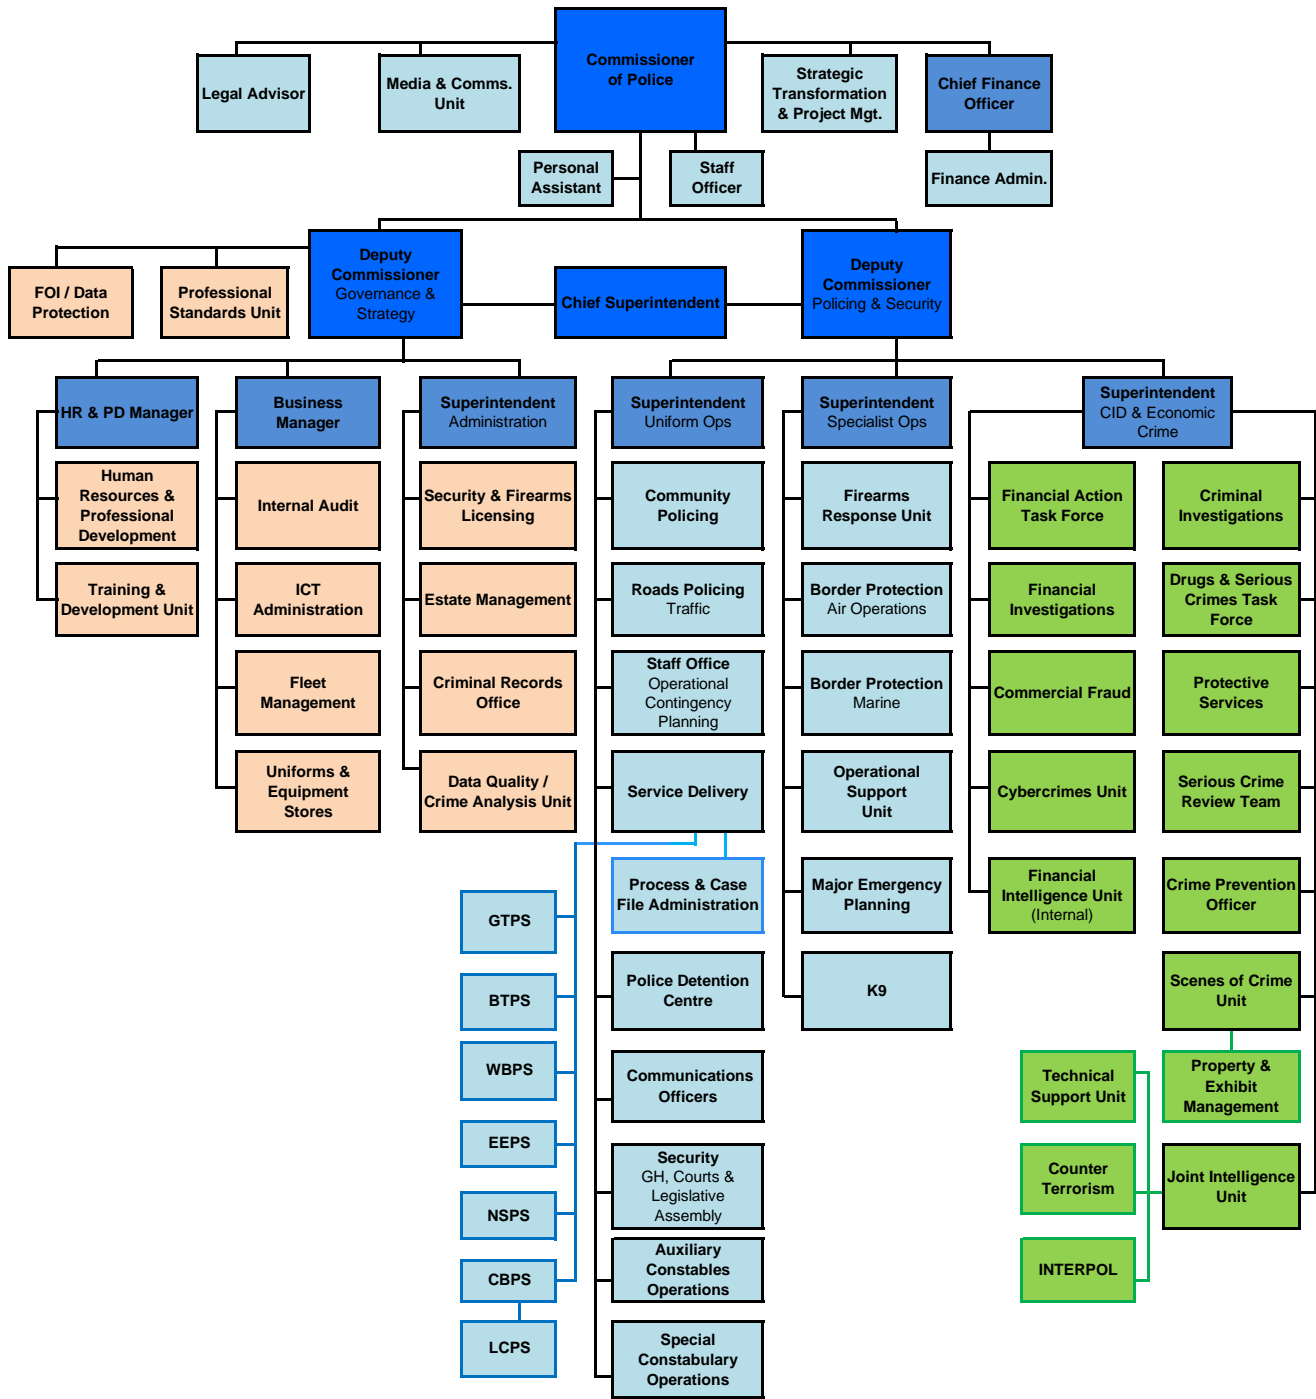 Commissioner
of Police
Legal Advisor
Media & Comms.
Unit
Strategic
Transformation
& Project Mgt.
Chief Finance
Officer
Personal
Assistant
Staff
Officer
Finance Admin.
Deputy
Commissioner
Governance &
Strategy
Chief Superintendent
Deputy
Commissioner
Policing & Security
FOI / Data
Protection
Professional
Standards Unit
HR & PD Manager
Business
Manager
Superintendent
Administration
Superintendent
Uniform Ops
Superintendent
Specialist Ops
Superintendent
CID & Economic
Crime
Human
Resources &
Professional
Development
Training &
Development Unit
Internal Audit
ICT
Administration
Fleet
Management
Uniforms &
Equipment
Stores
Security & Firearms
Licensing
Estate Management
Criminal Records
Office
Data Quality /
Crime Analysis Unit
Community
Policing
Roads Policing
Traffic
Staff Office
Operational
Contingency
Planning
Service Delivery
Process & Case
File Administration
Police Detention
Centre
Communications
Officers
Security
GH, Courts &
Legislative
Assembly
Auxiliary
Constables
Operations
Special
Constabulary
Operations
GTPS
BTPS
WBPS
EEPS
NSPS
CBPS
LCPS
Firearms
Response Unit
Border Protection
Air Operations
Border Protection
Marine
Operational
Support
Unit
Major Emergency
Planning
K9
Financial Action
Task Force
Financial
Investigations
Commercial Fraud
Cybercrimes Unit
Financial
Intelligence Unit
(Internal)
Criminal
Investigations
Drugs & Serious
Crimes Task
Force
Protective
Services
Serious Crime
Review Team
Crime Prevention
Officer
Scenes of Crime
Unit
Property &
Exhibit
Management
Joint Intelligence
Unit
Technical
Support Unit
Counter
Terrorism
INTERPOL